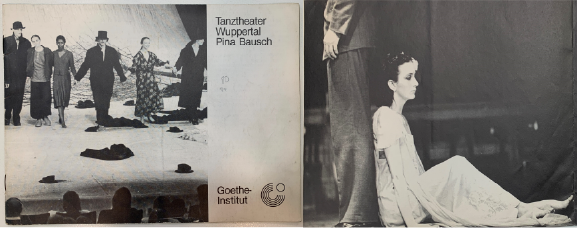 Tanztheater
Wuppertal
Pina Bausch
Goethe-
Institut